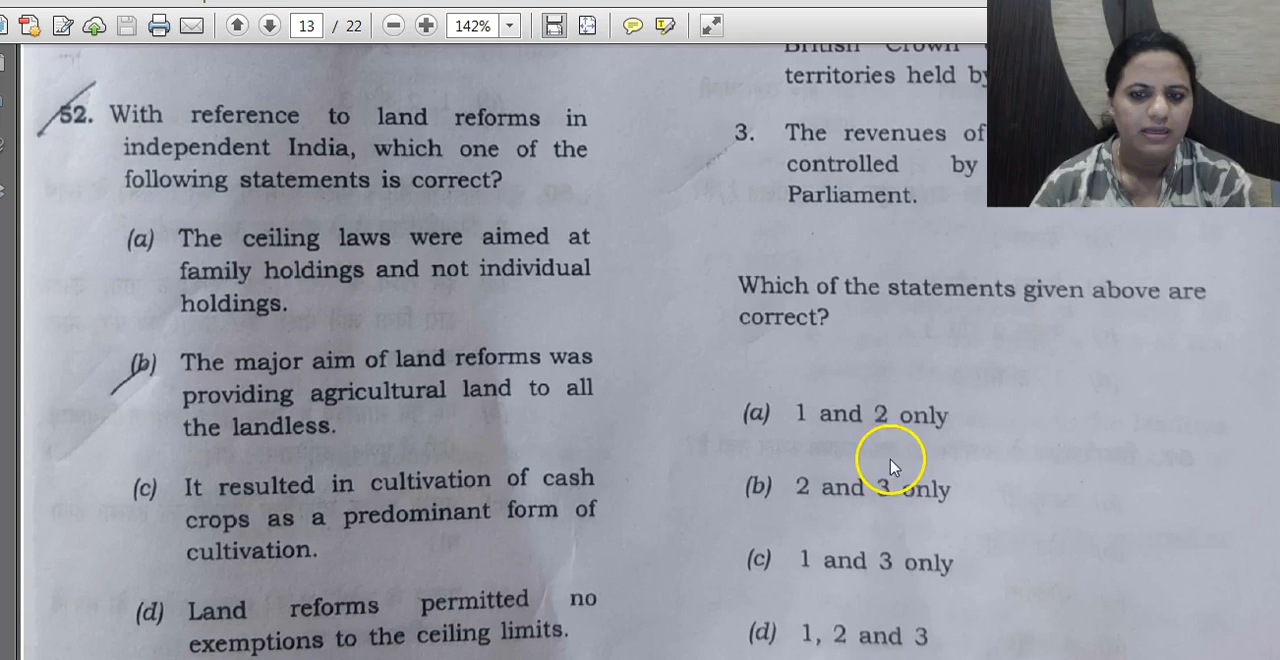 13 / 22
142%
52. With reference to land reforms in
independent India, which one of the
following statements is correct?
(a) The ceiling laws were aimed at
family holdings and not individual
holdings.
(b) The major aim of land reforms was
providing agricultural land to all
the landless.
(c) It resulted in cultivation of cash
crops as a predominant form of
cultivation.
(d) Land reforms permitted no
exemptions to the ceiling limits.
British Crown
territories held by
3. The revenues of
controlled by
Parliament.
Which of the statements given above are
correct?
(a) 1 and 2 only
(b) 2 and 3 only
(c) 1 and 3 only
(d) 1, 2 and 3